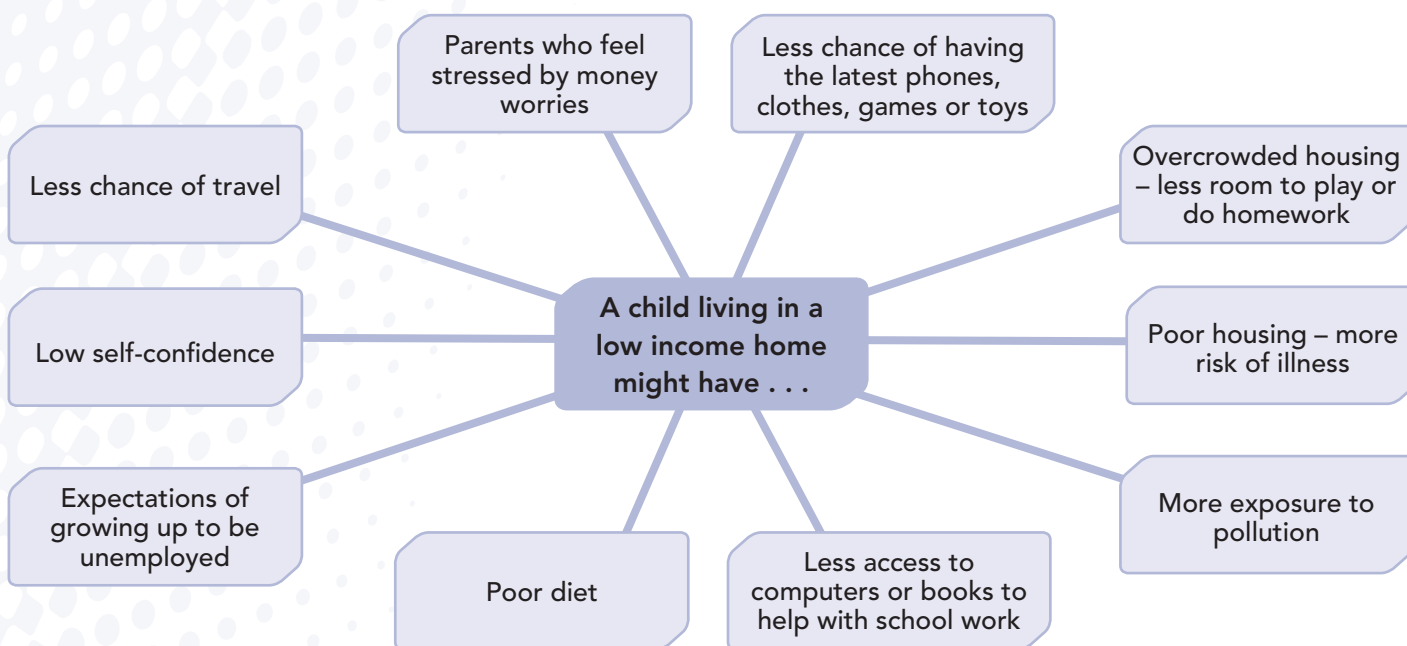 Parents who feel
stressed by money
worries
Less chance of having
the latest phones,
clothes, games or toys
Less chance of travel
Overcrowded housing
– less room to play or
do homework
A child living in a
low income home
might have . . .
Low self-confidence
Poor housing – more
risk of illness
Expectations of
growing up to be
unemployed
More exposure to
pollution
Poor diet
Less access to
computers or books to
help with school work